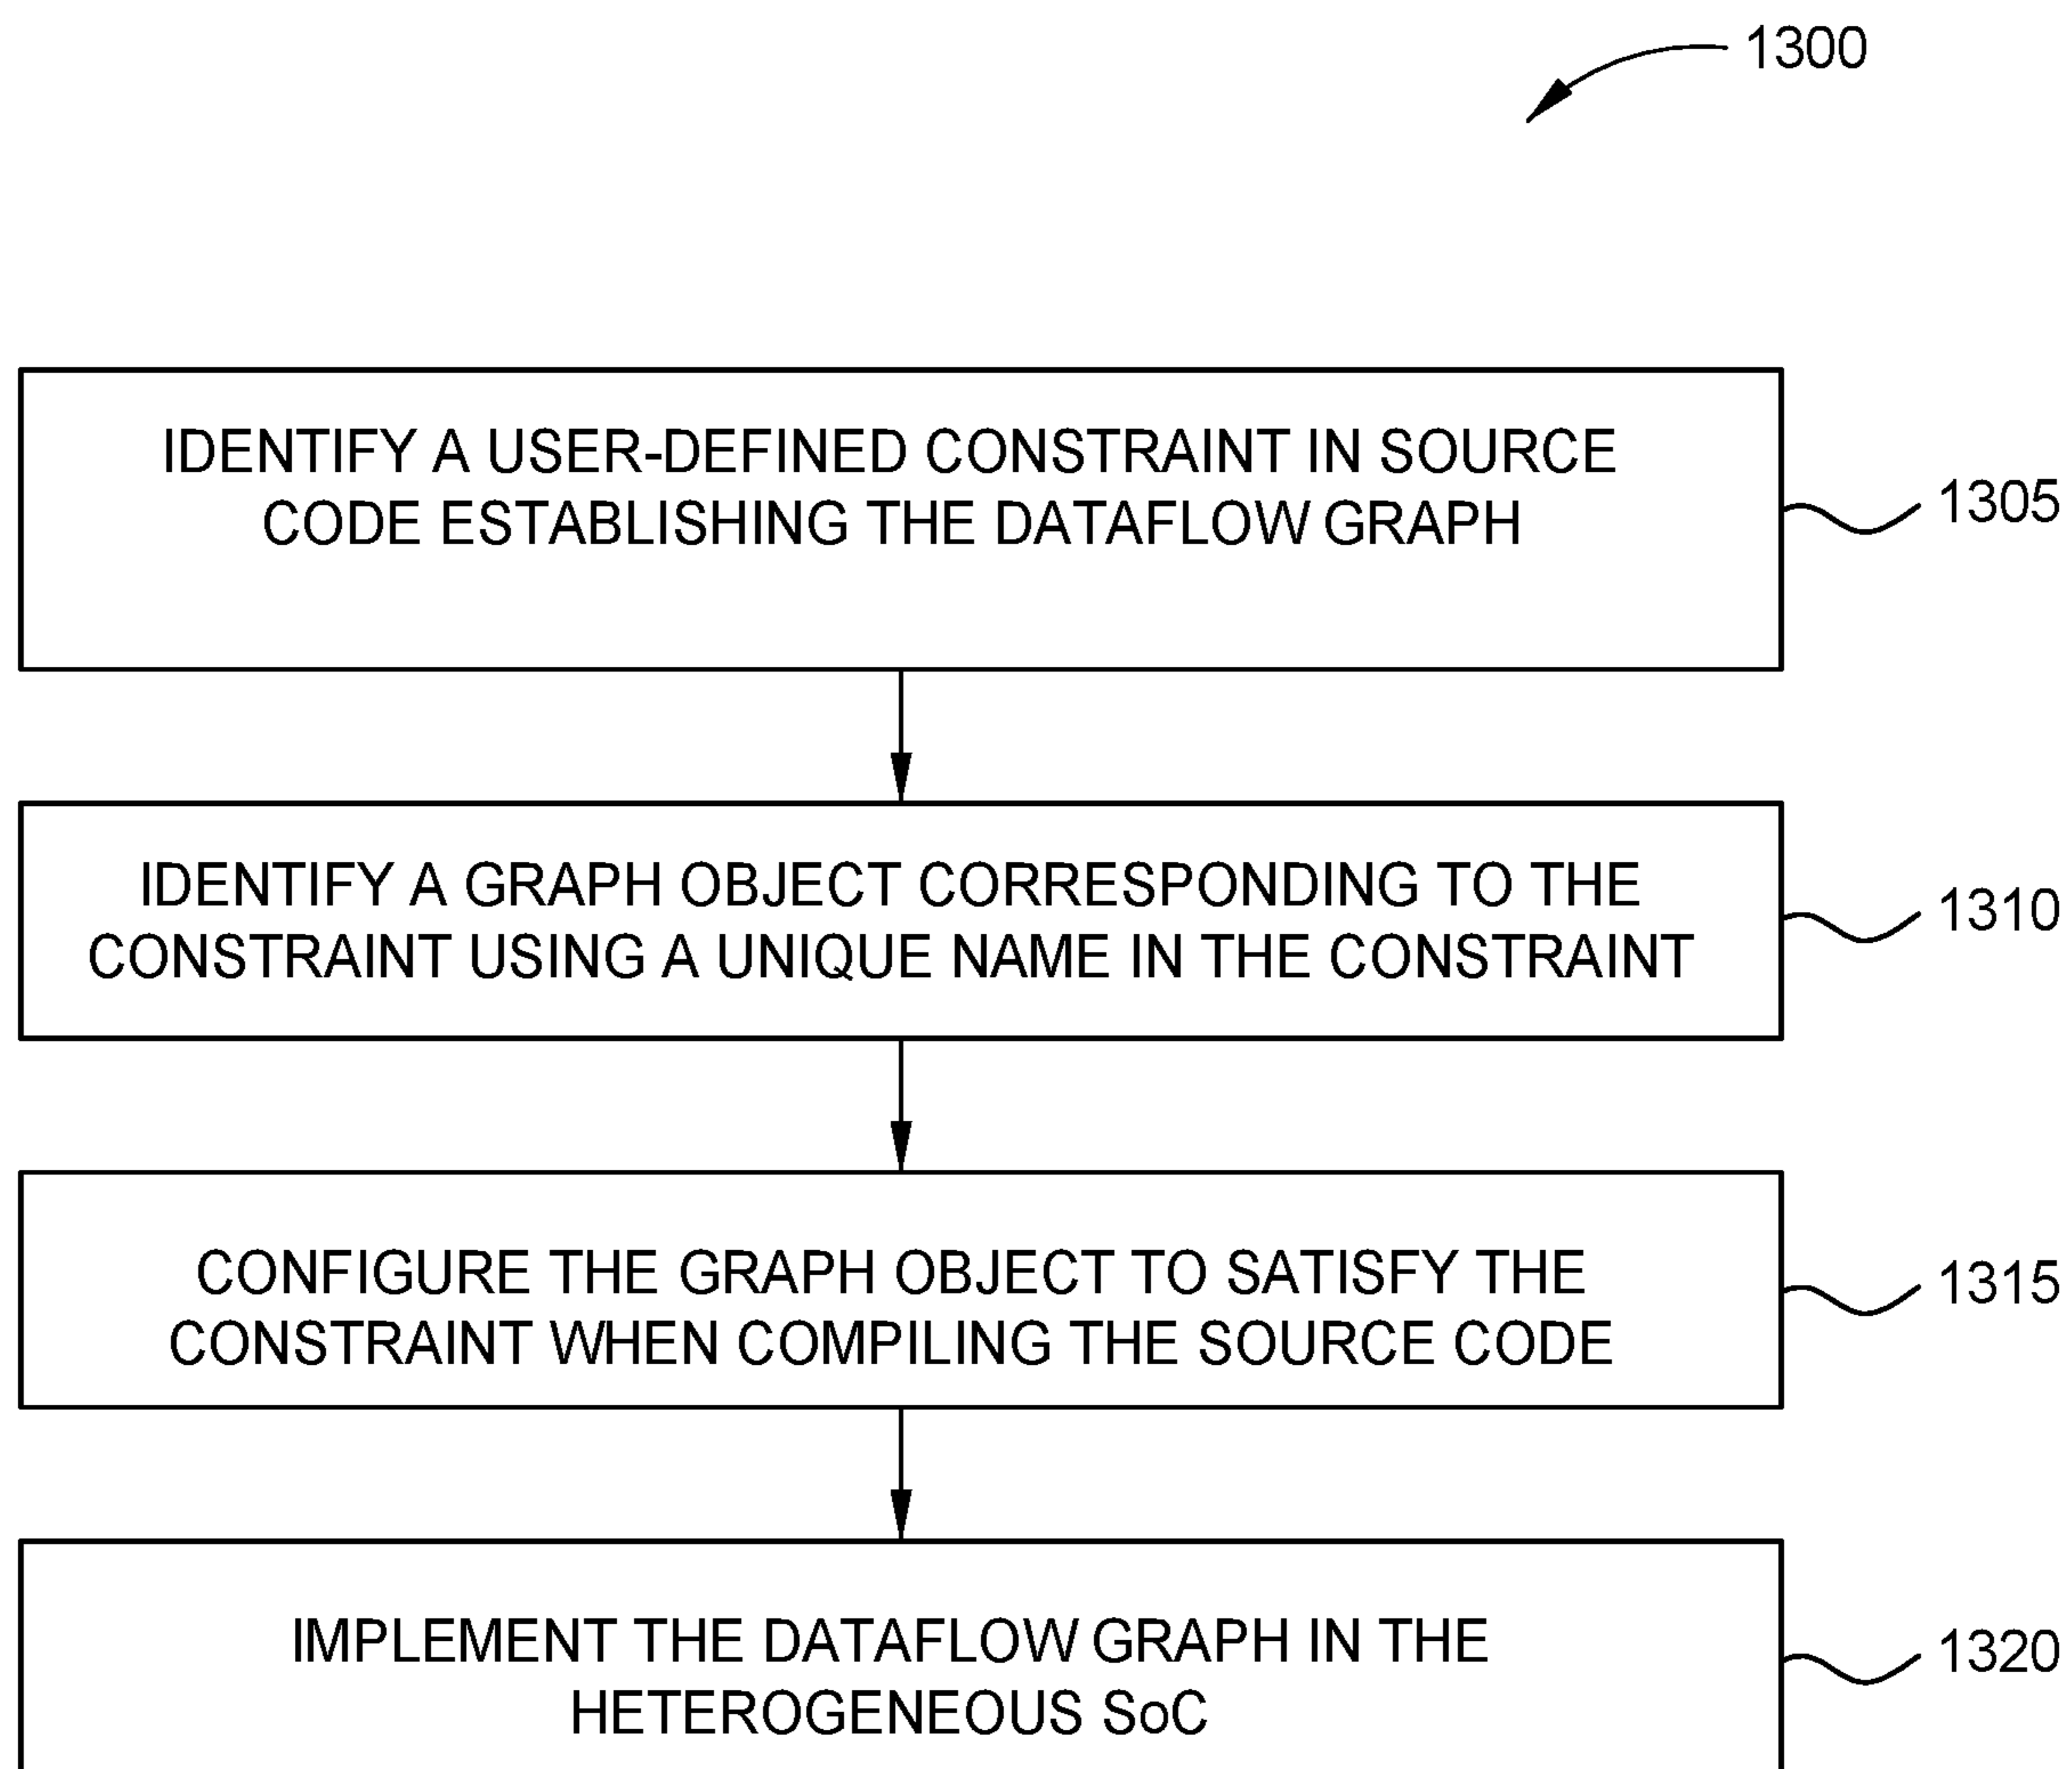 1300
IDENTIFY A USER-DEFINED CONSTRAINT IN SOURCE
CODE ESTABLISHING THE DATAFLOW GRAPH
1305
IDENTIFY A GRAPH OBJECT CORRESPONDING TO THE
CONSTRAINT USING A UNIQUE NAME IN THE CONSTRAINT
1310
CONFIGURE THE GRAPH OBJECT TO SATISFY THE
CONSTRAINT WHEN COMPILING THE SOURCE CODE
1315
IMPLEMENT THE DATAFLOW GRAPH IN THE
HETEROGENEOUS SoC
1320